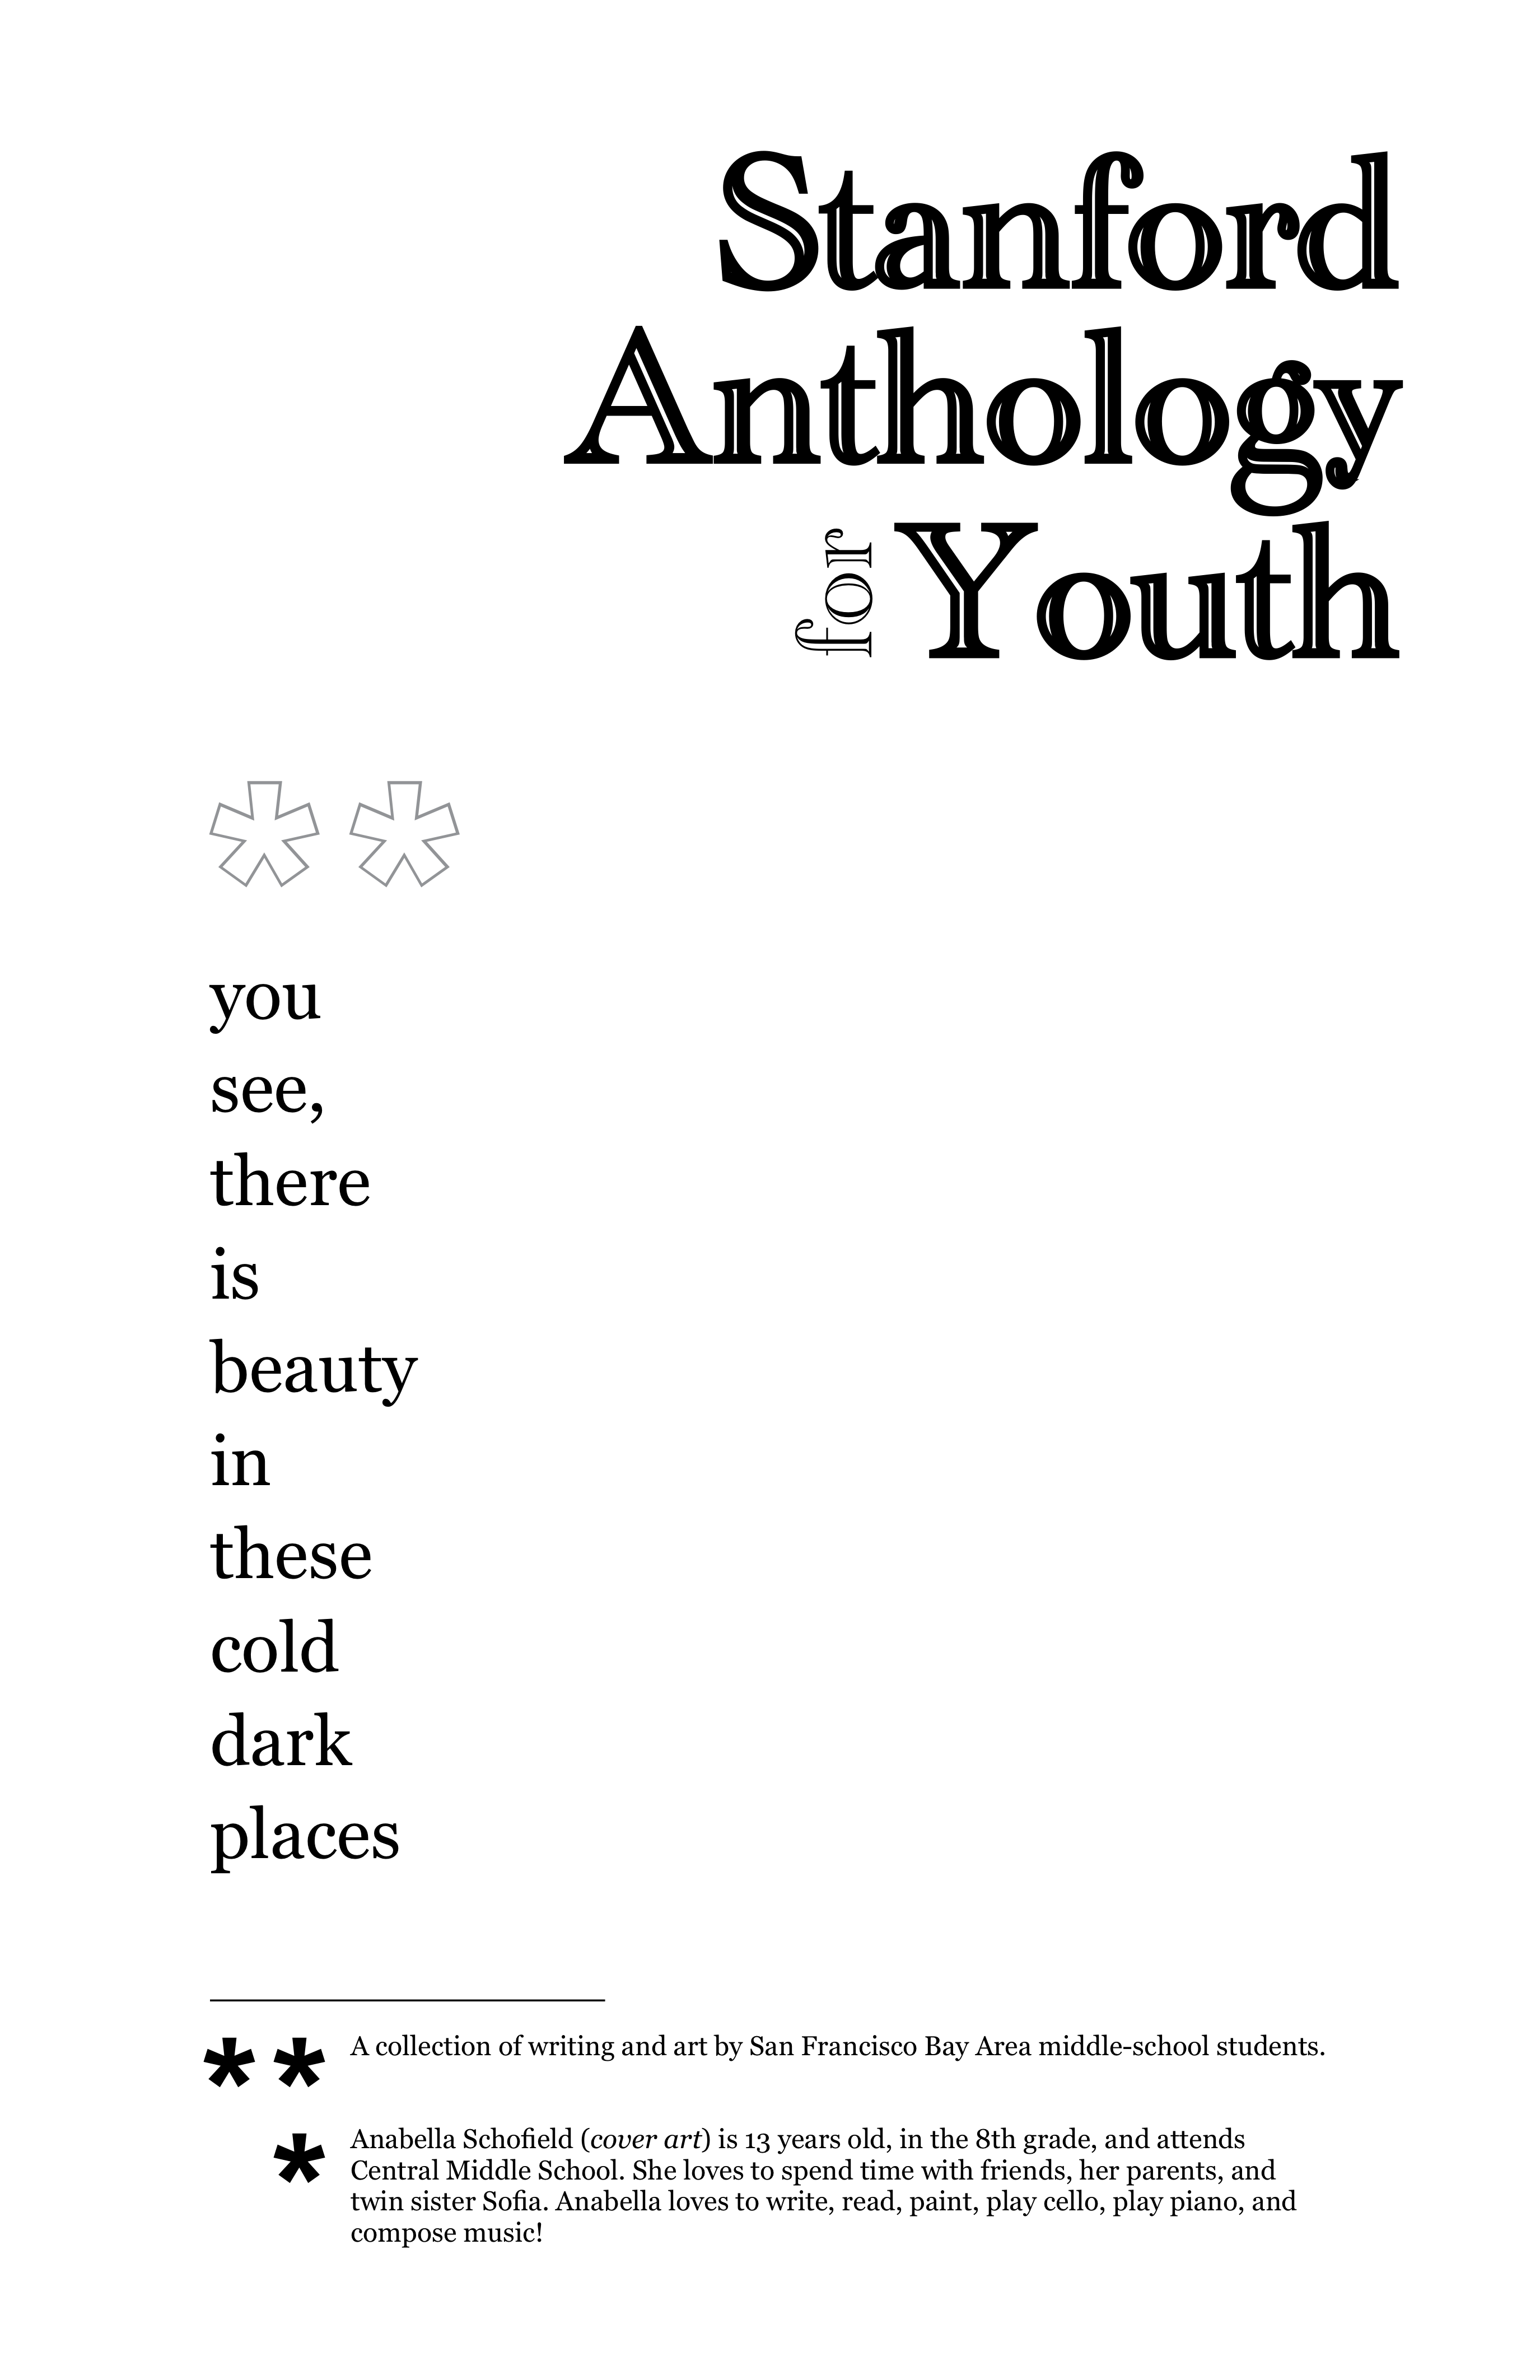 Stanford
Anthology
for Youth
**
you
see,
there
is
beauty
in
these
cold
dark
places
** A collection of writing and art by San Francisco Bay Area middle-school students.
* Anabella Schofield (cover art) is 13 years old, in the 8th grade, and attends
Central Middle School. She loves to spend time with friends, her parents, and
twin sister Sofia. Anabella loves to write, read, paint, play cello, play piano, and
compose music!